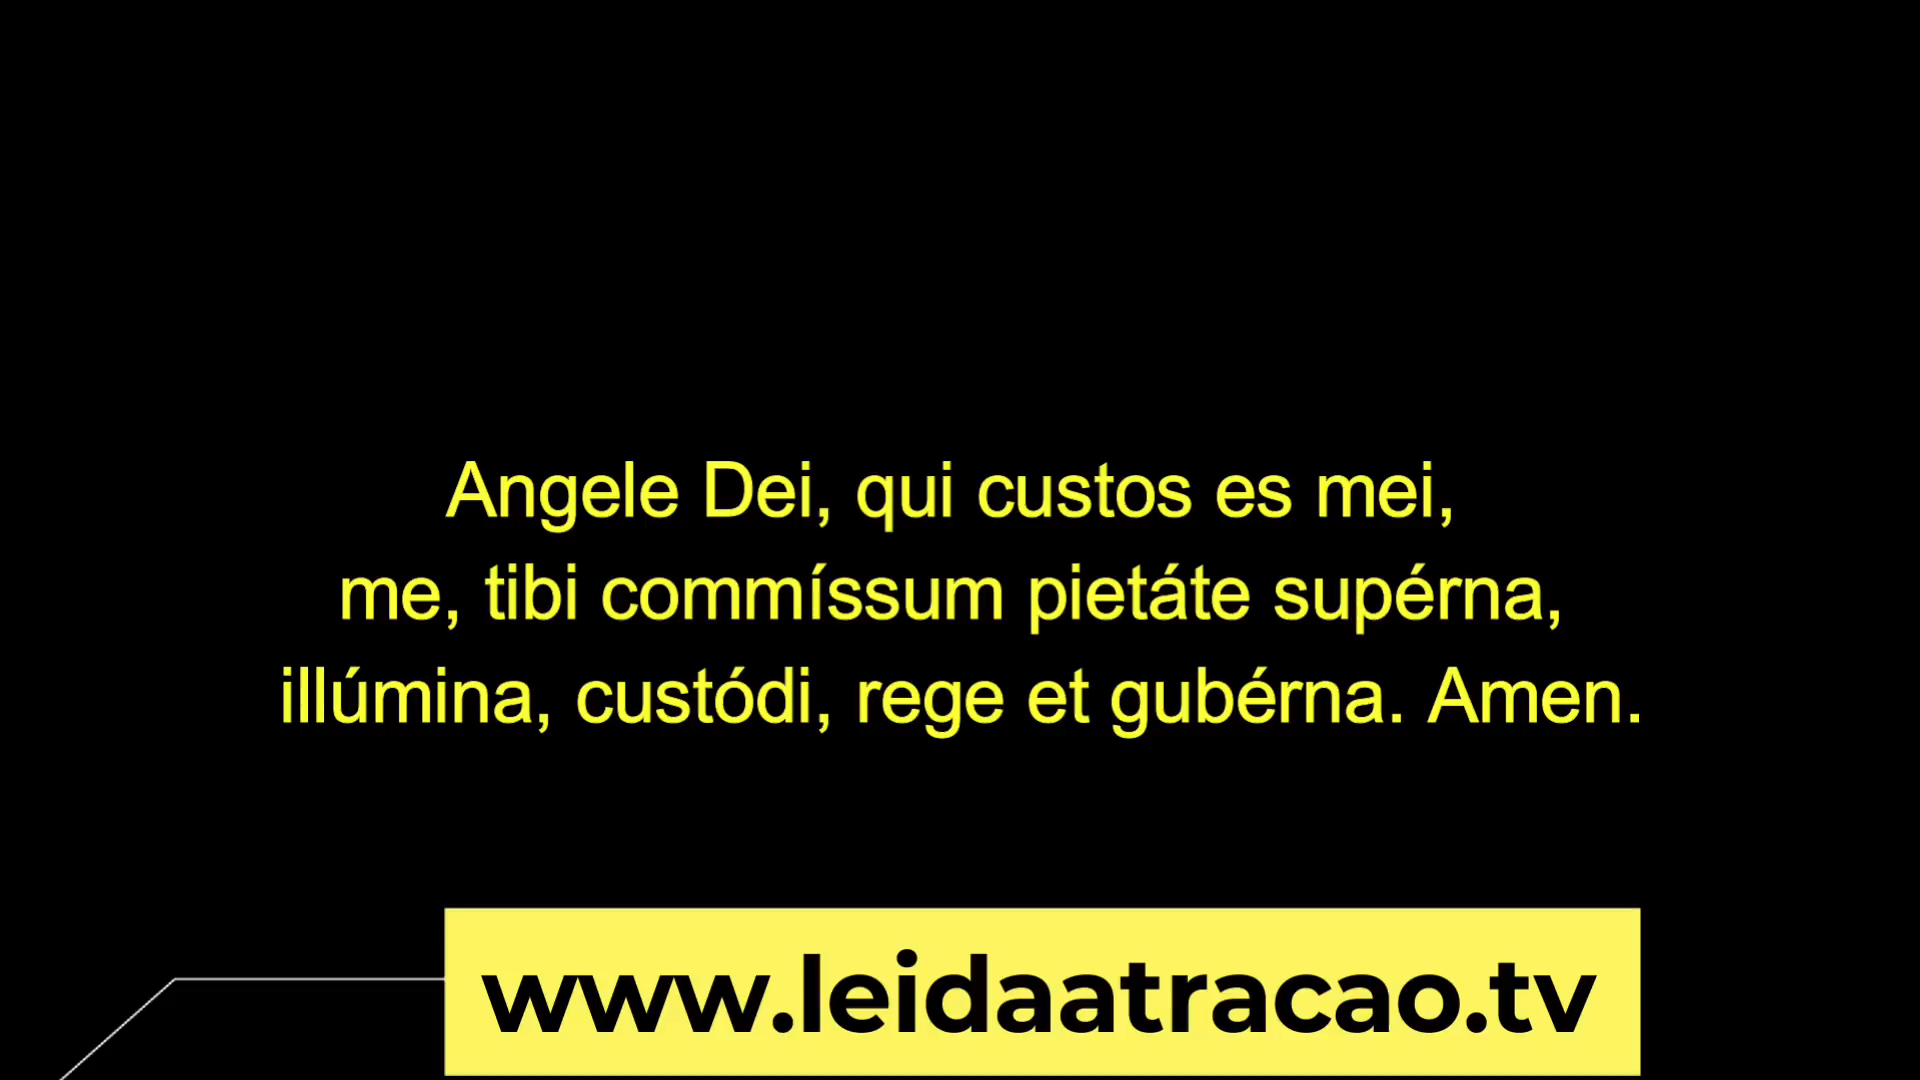 Angele Dei, qui custos es mei,
me, tibi commíssum pietáte supérna,
illúmina, custódi, rege et gubérna. Amen.
www.leidaatracao.tv